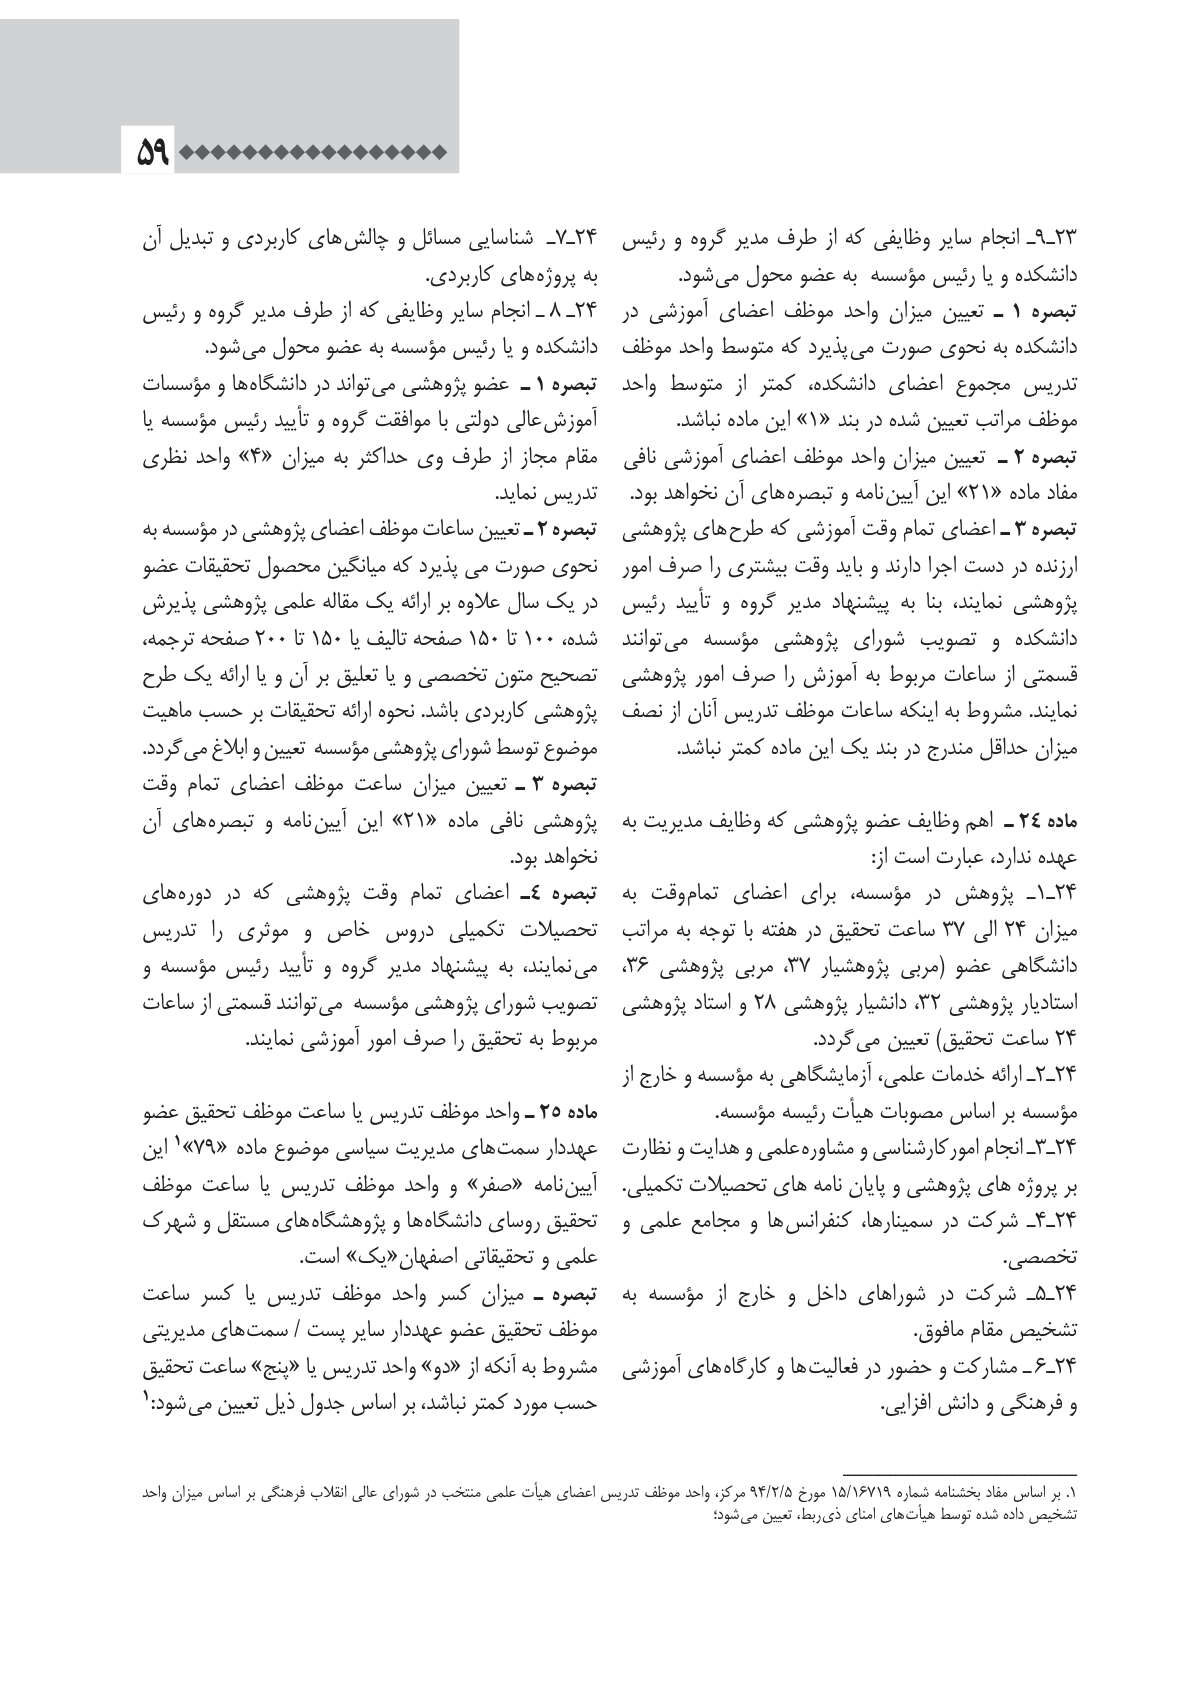 ۵۹
۲۳ـ۹ـ انجام سایر وظایفی که از طرف مدیر گروه و رئیس
دانشکده و یا رئیس مؤسسه به عضو محول می‌شود.
تبصره ۱ ـ تعیین میزان واحد موظف اعضای آموزشی در
دانشکده به نحوی صورت می‌پذیرد که متوسط واحد موظف
تدریس مجموع اعضای دانشکده، کمتر از متوسط واحد
موظف مراتب تعیین شده در بند «۱» این ماده نباشد.
تبصره ۲ ـ تعیین میزان واحد موظف اعضای آموزشی نافی
مفاد ماده «۲۱» این آیین‌نامه و تبصره‌های آن نخواهد بود.
تبصره ۳ ـ اعضای تمام وقت آموزشی که طرح‌های پژوهشی
ارزنده در دست اجرا دارند و باید وقت بیشتری را صرف امور
پژوهشی نمایند، بنا به پیشنهاد مدیر گروه و تأیید رئیس
دانشکده و تصویب شورای پژوهشی مؤسسه می‌توانند
قسمتی از ساعات مربوط به آموزش را صرف امور پژوهشی
نمایند. مشروط به اینکه ساعات موظف تدریس آنان از نصف
میزان حداقل مندرج در بند یک این ماده کمتر نباشد.
ماده ۲۴ ـ اهم وظایف عضو پژوهشی که وظایف مدیریت به
عهده ندارد، عبارت است از:
۲۴ـ۱ـ پژوهش در مؤسسه، برای اعضای تمام‌وقت به
میزان ۲۴ الی ۳۷ ساعت تحقیق در هفته با توجه به مراتب
دانشگاهی عضو (مربی پژوهشیار ۳۷، مربی پژوهشی ۳۶،
استادیار پژوهشی ۳۲، دانشیار پژوهشی ۲۸ و استاد پژوهشی
۲۴ ساعت تحقیق) تعیین می‌گردد.
۲۴ـ۲ـ ارائه خدمات علمی، آزمایشگاهی به مؤسسه و خارج از
مؤسسه بر اساس مصوبات هیأت رئیسه مؤسسه.
۲۴ـ۳ـ انجام امور کارشناسی و مشاوره‌علمی و هدایت و نظارت
بر پروژه های پژوهشی و پایان نامه های تحصیلات تکمیلی.
۲۴ـ۴ـ شرکت در سمینارها، کنفرانس‌ها و مجامع علمی و
تخصصی.
۲۴ـ۵ـ شرکت در شوراهای داخل و خارج از مؤسسه به
تشخیص مقام مافوق.
۲۴ـ۶ـ مشارکت و حضور در فعالیت‌ها و کارگاه‌های آموزشی
و فرهنگی و دانش افزایی.
۲۴ـ۷ـ شناسایی مسائل و چالش‌های کاربردی و تبدیل آن
به پروژه‌های کاربردی.
۲۴ـ ۸ ـ انجام سایر وظایفی که از طرف مدیر گروه و رئیس
دانشکده و یا رئیس مؤسسه به عضو محول می‌شود.
تبصره ۱ ـ عضو پژوهشی می‌تواند در دانشگاه‌ها و مؤسسات
آموزش‌عالی دولتی با موافقت گروه و تأیید رئیس مؤسسه یا
مقام مجاز از طرف وی حداکثر به میزان «۴» واحد نظری
تدریس نماید.
تبصره ۲ ـ تعیین ساعات موظف اعضای پژوهشی در مؤسسه به
نحوی صورت می پذیرد که میانگین محصول تحقیقات عضو
در یک سال علاوه بر ارائه یک مقاله علمی پژوهشی پذیرش
شده، ۱۰۰ تا ۱۵۰ صفحه تالیف یا ۱۵۰ تا ۲۰۰ صفحه ترجمه،
تصحیح متون تخصصی و یا تعلیق بر آن و یا ارائه یک طرح
پژوهشی کاربردی باشد. نحوه ارائه تحقیقات بر حسب ماهیت
موضوع توسط شورای پژوهشی مؤسسه تعیین و ابلاغ می‌گردد.
تبصره ۳ ـ تعیین میزان ساعت موظف اعضای تمام وقت
پژوهشی نافی ماده «۲۱» این آیین‌نامه و تبصره‌های آن
نخواهد بود.
تبصره ۴ـ اعضای تمام وقت پژوهشی که در دوره‌های
تحصیلات تکمیلی دروس خاص و موثری را تدریس
می‌نمایند، به پیشنهاد مدیر گروه و تأیید رئیس مؤسسه و
تصویب شورای پژوهشی مؤسسه می‌توانند قسمتی از ساعات
مربوط به تحقیق را صرف امور آموزشی نمایند.
ماده ۲۵ ـ واحد موظف تدریس یا ساعت موظف تحقیق عضو
عهددار سمت‌های مدیریت سیاسی موضوع ماده «۷۹»۱ این
آیین‌نامه «صفر» و واحد موظف تدریس یا ساعت موظف
تحقیق روسای دانشگاه‌ها و پژوهشگاه‌های مستقل و شهرک
علمی و تحقیقاتی اصفهان«یک» است.
تبصره ـ میزان کسر واحد موظف تدریس یا کسر ساعت
موظف تحقیق عضو عهددار سایر پست / سمت‌های مدیریتی
مشروط به آنکه از «دو» واحد تدریس یا «پنج» ساعت تحقیق
حسب مورد کمتر نباشد، بر اساس جدول ذیل تعیین می‌شود:۱
۱. بر اساس مفاد بخشنامه شماره ۱۵/۱۶۷۱۹ مورخ ۹۴/۲/۵ مرکز، واحد موظف تدریس اعضای هیأت علمی منتخب در شورای عالی انقلاب فرهنگی بر اساس میزان واحد
تشخیص داده شده توسط هیأت‌های امنای ذی‌ربط، تعیین می‌شود؛